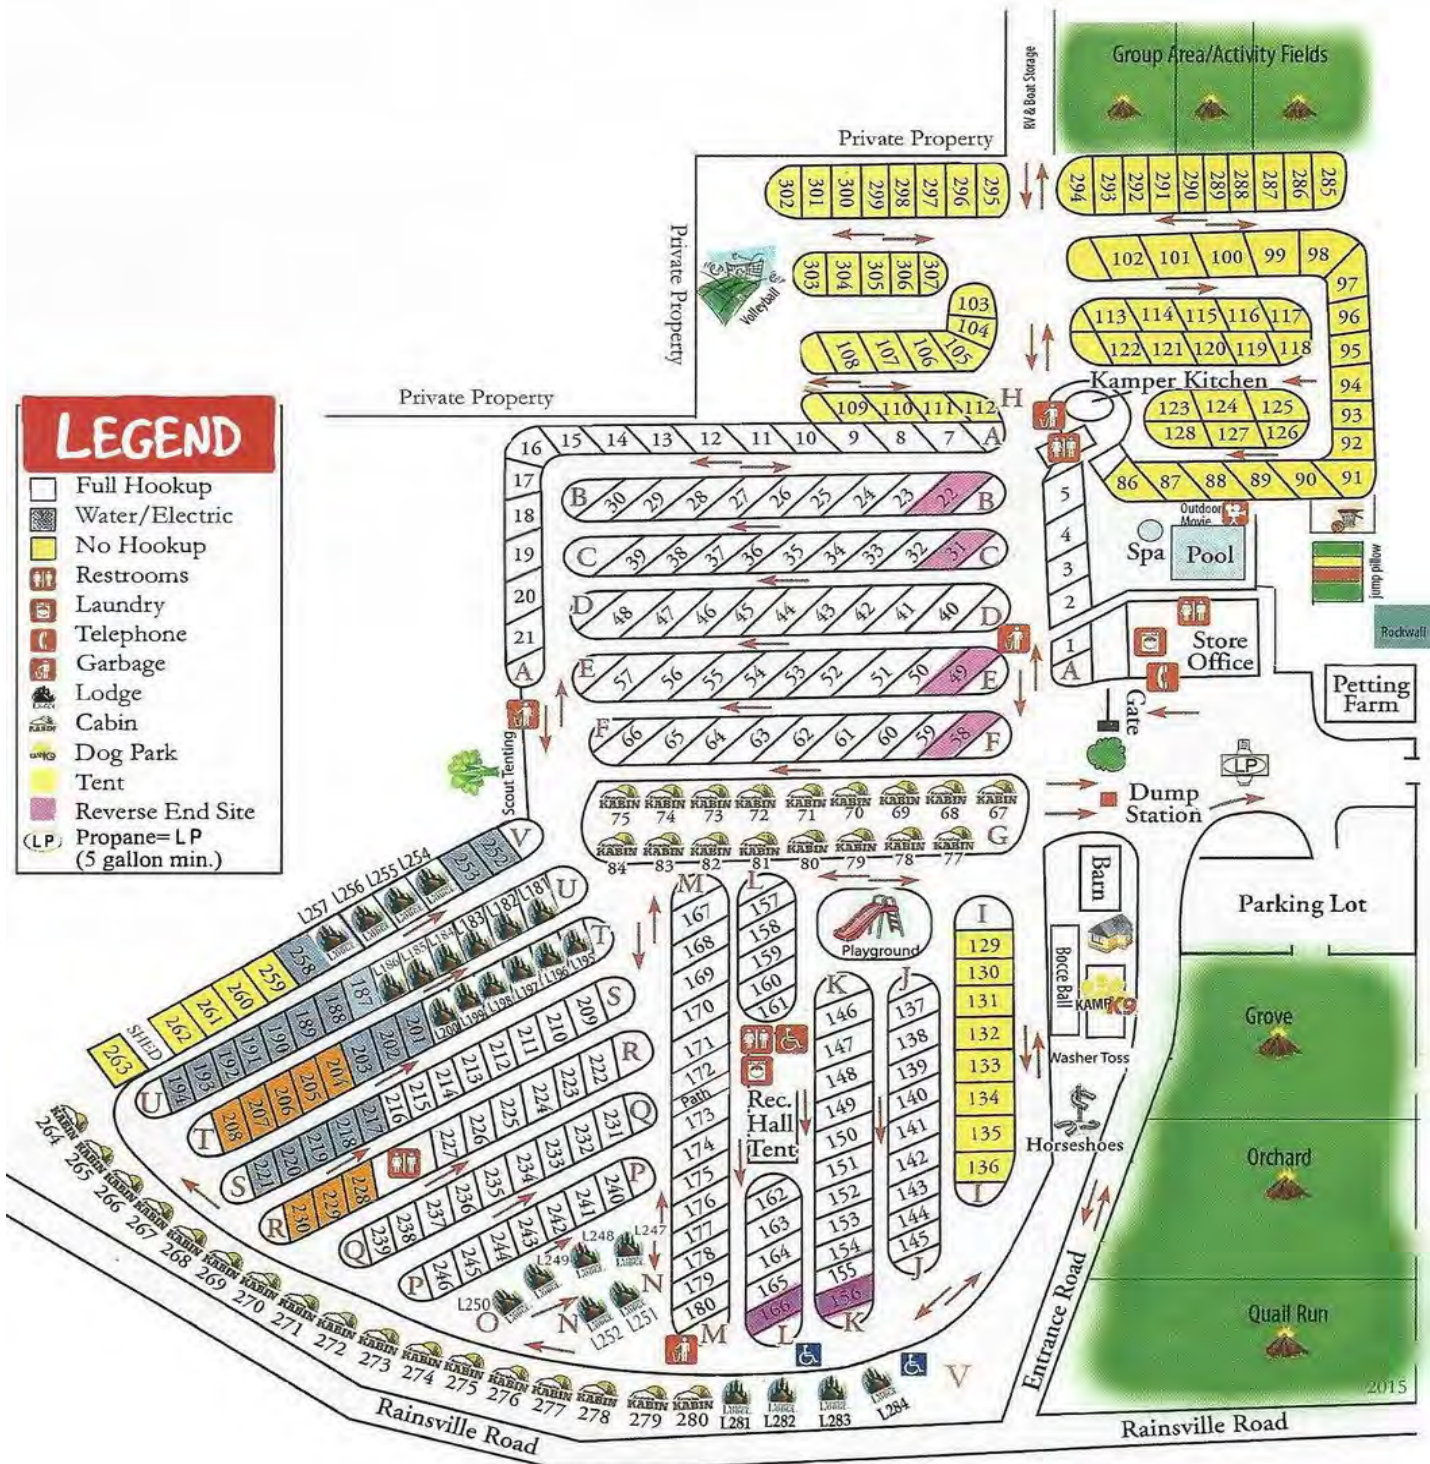 Group Area/Activity Fields
RV & Boat Storage
Private Property
302 301 300 299 298 297 296 295
294 293 292 291 290 289 288 287 286 285
Private Property
Volleyball
303 304 305 306 307
102 101 100 99 98
97
96
95
94
93
92
103
104
108 107 106 105
113 114 115 116 117
122 121 120 119 118
Kamper Kitchen
123 124 125
128 127 126
86 87 88 89 90 91
Private Property
109 110 111 112 H
16 15 14 13 12 11 10 9 8 7 A
17
18
19
20
21
A
B 30 29 28 27 26 25 24 23 22 B
C 39 38 37 36 35 34 33 32 31 C
D 48 47 46 45 44 43 42 41 40 D
E 57 56 55 54 53 52 51 50 49 E
F 66 65 64 63 62 61 60 59 58 F
5
4
3
2
1
A
Outdoor
Movie
Spa
Pool
jump pillow
Rockwall
Store
Office
Petting
Farm
Gate
LP
Dump
Station
LEGEND
Full Hookup
Water/Electric
No Hookup
Restrooms
Laundry
Telephone
Garbage
Lodge
Cabin
Dog Park
Tent
Reverse End Site
(LP) Propane= LP
(5 gallon min.)
Scout Tenting
KABIN KABIN KABIN KABIN KABIN KABIN KABIN KABIN KABIN
75 74 73 72 71 70 69 68 67
G
KABIN KABIN KABIN KABIN KABIN KABIN KABIN KABIN
84 83 82 81 80 79 78 77
Barn
Parking Lot
Bocce Ball
KAMP K9
Washer Toss
Horseshoes
Playground
V
252 253 L254 L255 L256 L257 258 259 260 261 262
SHED
263
U
L181 L182 L183 L184 L185 L186 187 188 189 190 191 192 193 194
U
T
L195 L196 L197 L198 L199 L200 201 202 203 204 205 206 207 208
T
S
209 210 211 212 213 214 215 216 217 218 219 220 221
S
R
222 223 224 225 226 227 228 229 230
R
Q
231 232 233 234 235 236 237 238 239
Q
P
240 241 242 243 244 245 246
P
L247
L248
L249
L250
O
N
N
L251
L252
M
167
168
169
170
171
172
Path
173
174
175
176
177
178
179
180
M
L
157
158
159
160
161
Rec.
Hall
Tent
162
163
164
165
166
L
K
146
147
148
149
150
151
152
153
154
155
156
K
J
137
138
139
140
141
142
143
144
145
J
I
129
130
131
132
133
134
135
136
I
264 265 266 267 268 269 270 271 272 273 274 275 276 277 278 279 280 L281 L282 L283 L284
V
Grove
Orchard
Quail Run
2015
Entrance Road
Rainsville Road
Rainsville Road